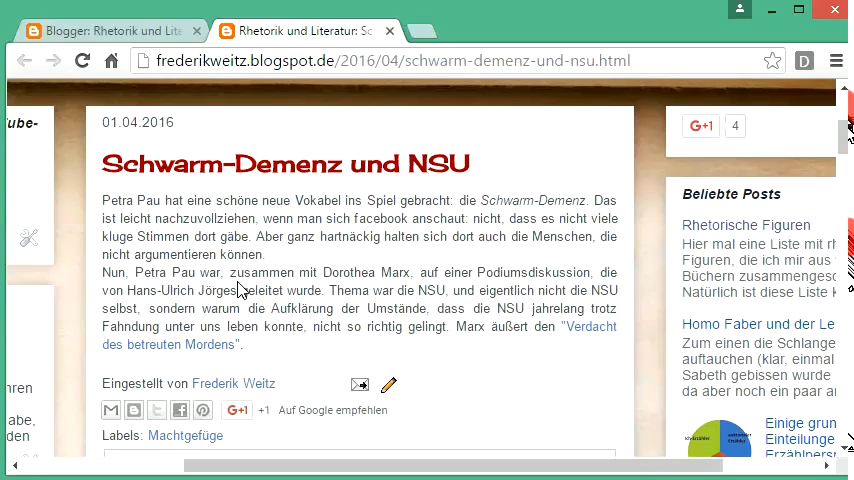 Blogger: Rhetorik und Lite
Rhetorik und Literatur: Sc
frederikweitz.blogspot.de/2016/04/schwarm-demenz-und-nsu.html
D
ube-
hren
abe,
den
01.04.2016
Schwarm-Demenz und NSU
Petra Pau hat eine schöne neue Vokabel ins Spiel gebracht: die Schwarm-Demenz. Das
ist leicht nachzuvollziehen, wenn man sich facebook anschaut: nicht, dass es nicht viele
kluge Stimmen dort gäbe. Aber ganz hartnäckig halten sich dort auch die Menschen, die
nicht argumentieren können.
Nun, Petra Pau war, zusammen mit Dorothea Marx, auf einer Podiumsdiskussion, die
von Hans-Ulrich Jörges geleitet wurde. Thema war die NSU, und eigentlich nicht die NSU
selbst, sondern warum die Aufklärung der Umstände, dass die NSU jahrelang trotz
Fahndung unter uns leben konnte, nicht so richtig gelingt. Marx äußert den "Verdacht
des betreuten Mordens".
Eingestellt von Frederik Weitz
G+1 +1 Auf Google empfehlen
Labels: Machtgefüge
G+1 4
Beliebte Posts
Rhetorische Figuren
Hier mal eine Liste mit rh
Figuren, die ich mir aus
Büchern zusammengesc
Natürlich ist diese Liste k
Homo Faber und der Le
Zum einen die Schlange
auftauchen (klar, einmal
Sabeth gebissen wurde
da aber noch ein paar a
Einige grun
Einteilunge
Erzählpers